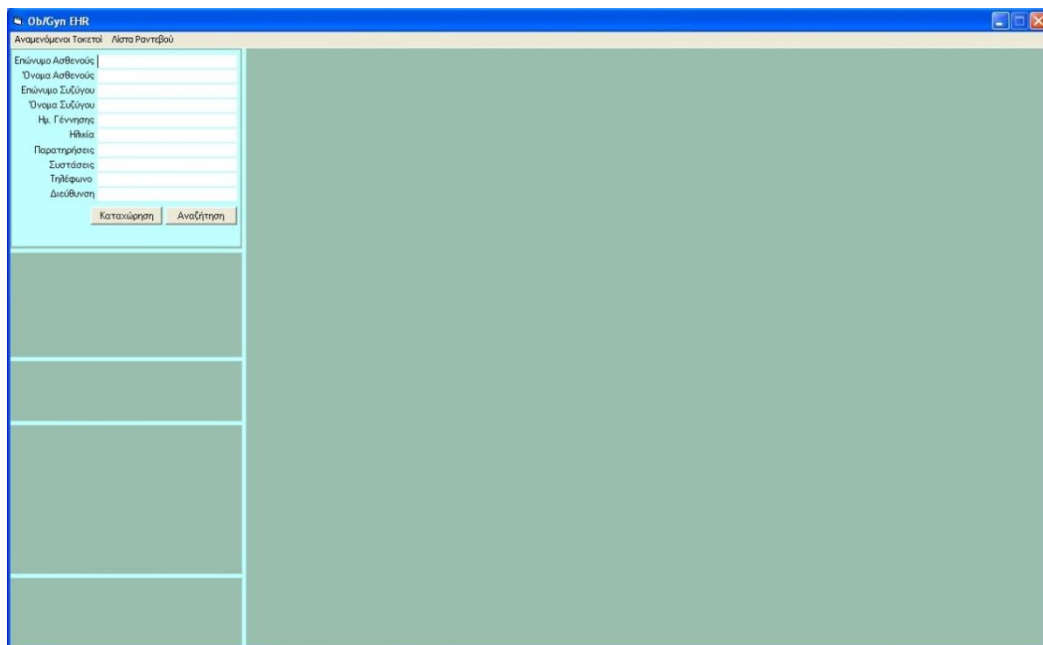 Ob/Gyn EHR
Αναμενόμενοι Τοκετοί Λίστα Ραντεβού
Επώνυμο Ασθενούς
Όνομα Ασθενούς
Επώνυμο Συζύγου
Όνομα Συζύγου
Ημ. Γέννησης
Ηλικία
Παρατηρήσεις
Συστάσεις
Τηλέφωνο
Διεύθυνση
Καταχώρηση Αναζήτηση